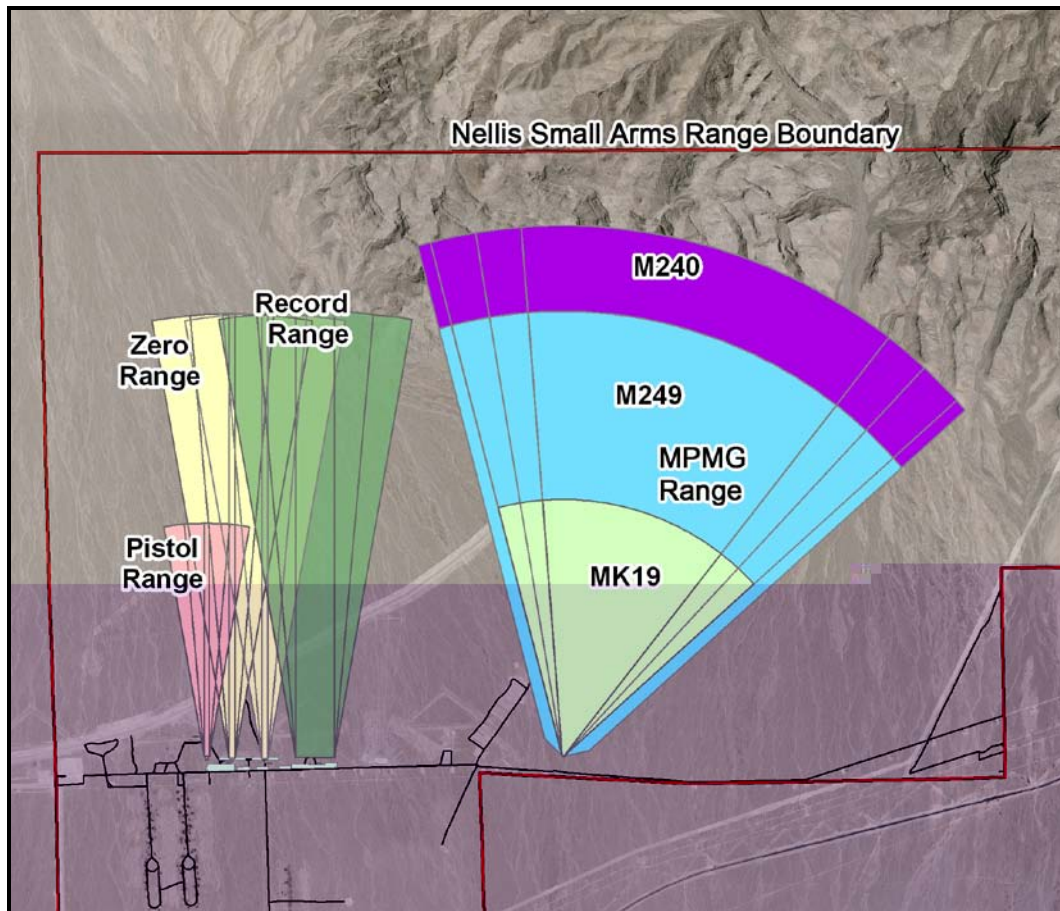 Nellis Small Arms Range Boundary
M240
Record
Range
Zero
Range
M249
MPMG
Range
Pistol
Range
MK19